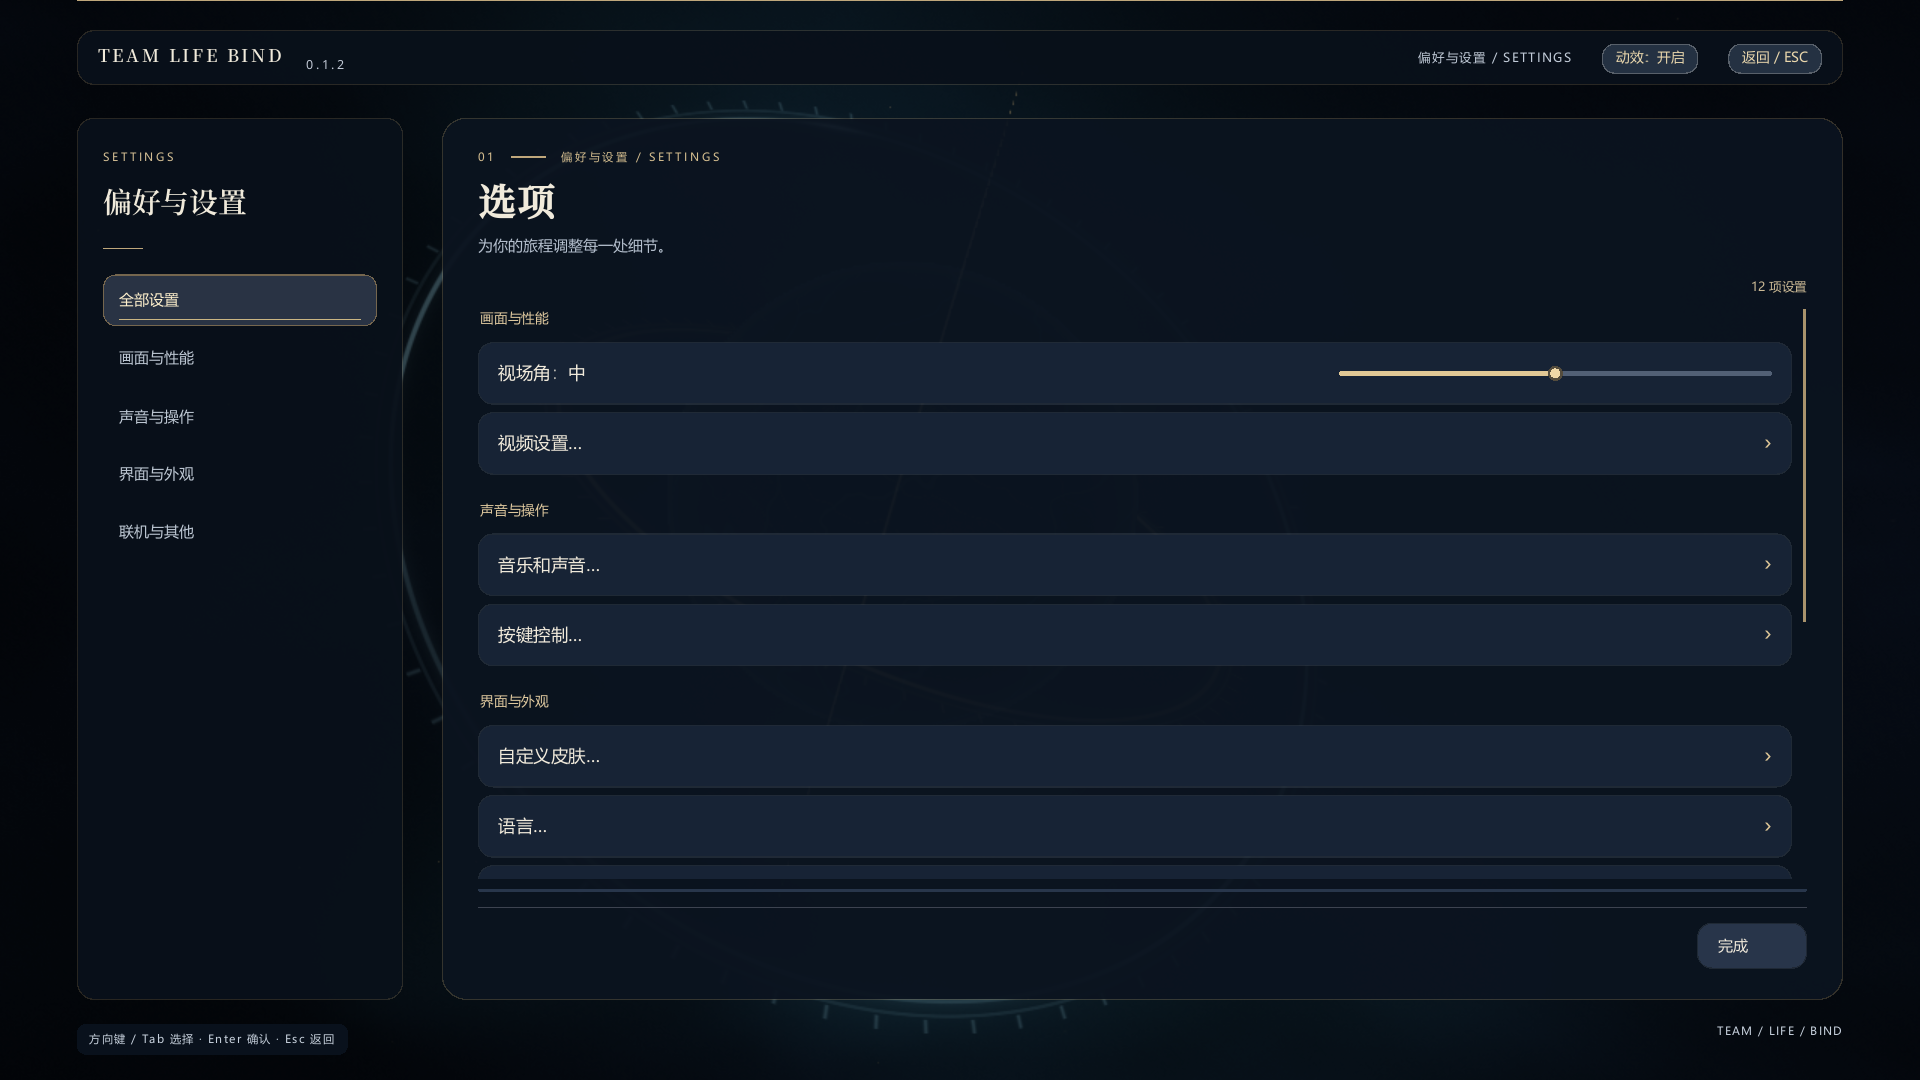 TEAM LIFE BIND 0.1.2
偏好与设置 / SETTINGS
动效：开启
返回 / ESC
SETTINGS
偏好与设置
全部设置
画面与性能
声音与操作
界面与外观
联机与其他
01 偏好与设置 / SETTINGS
选项
为你的旅程调整每一处细节。
12 项设置
画面与性能
视场角：中
视频设置...
声音与操作
音乐和声音...
按键控制...
界面与外观
自定义皮肤...
语言...
完成
方向键 / Tab 选择 · Enter 确认 · Esc 返回
TEAM / LIFE / BIND